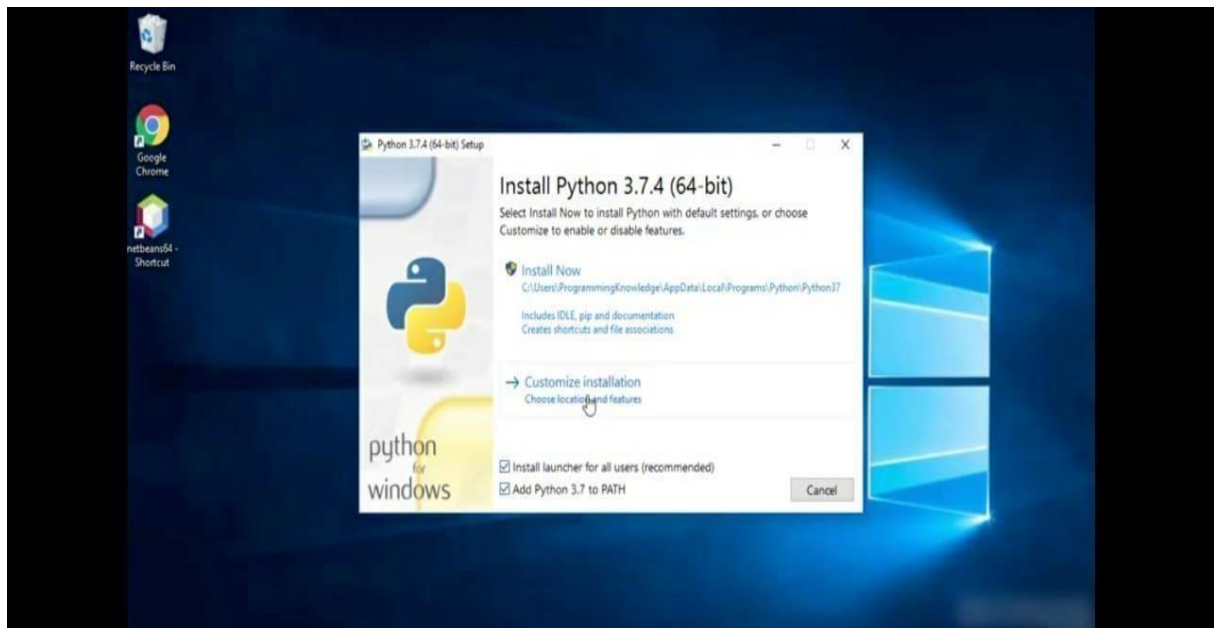 Recycle Bin
Google
Chrome
netbeans64 -
Shortcut
Python 3.7.4 (64-bit) Setup
Install Python 3.7.4 (64-bit)
Select Install Now to install Python with default settings, or choose
Customize to enable or disable features.
Install Now
C:\Users\ProgrammingKnowledge\AppData\Local\Programs\Python\Python37
Includes IDLE, pip and documentation
Creates shortcuts and file associations
Customize installation
Choose location and features
python
for
windows
Install launcher for all users (recommended)
Add Python 3.7 to PATH
Cancel